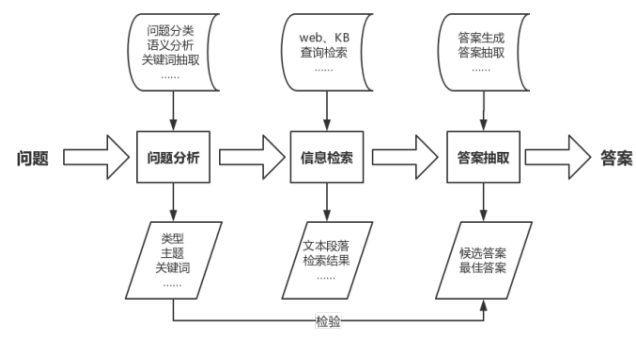 问题分类
语义分析
关键词抽取
……
web、KB
查询检索
……
答案生成
答案抽取
……
问题
问题分析
信息检索
答案抽取
答案
类型
主题
关键词
……
文本段落
检索结果
……
候选答案
最佳答案
检验